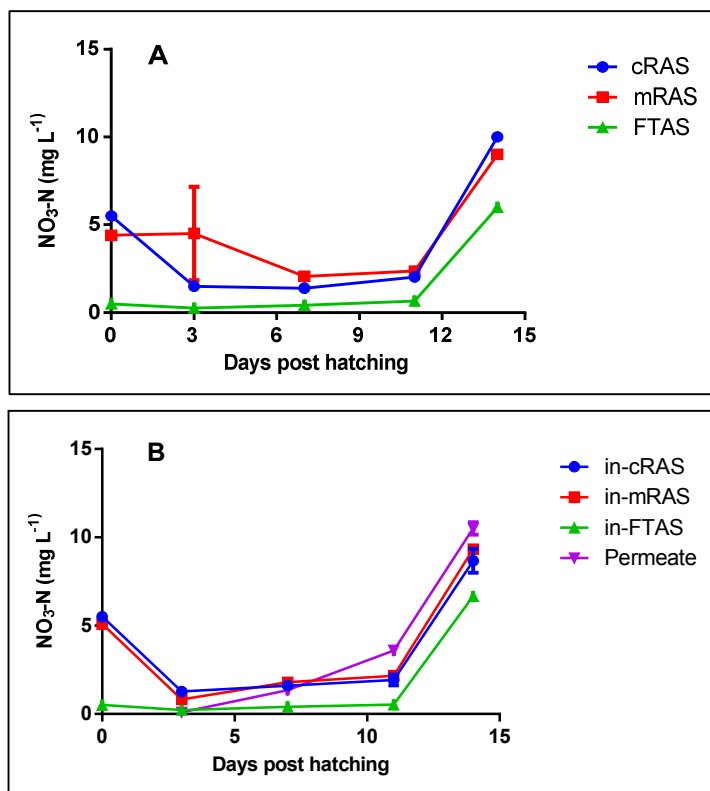 A
15
10
5
0
NO₃-N (mg L⁻¹)
0 3 6 9 12 15
Days post hatching
cRAS
mRAS
FTAS
B
15
10
5
0
NO₃-N (mg L⁻¹)
0 5 10 15
Days post hatching
in-cRAS
in-mRAS
in-FTAS
Permeate